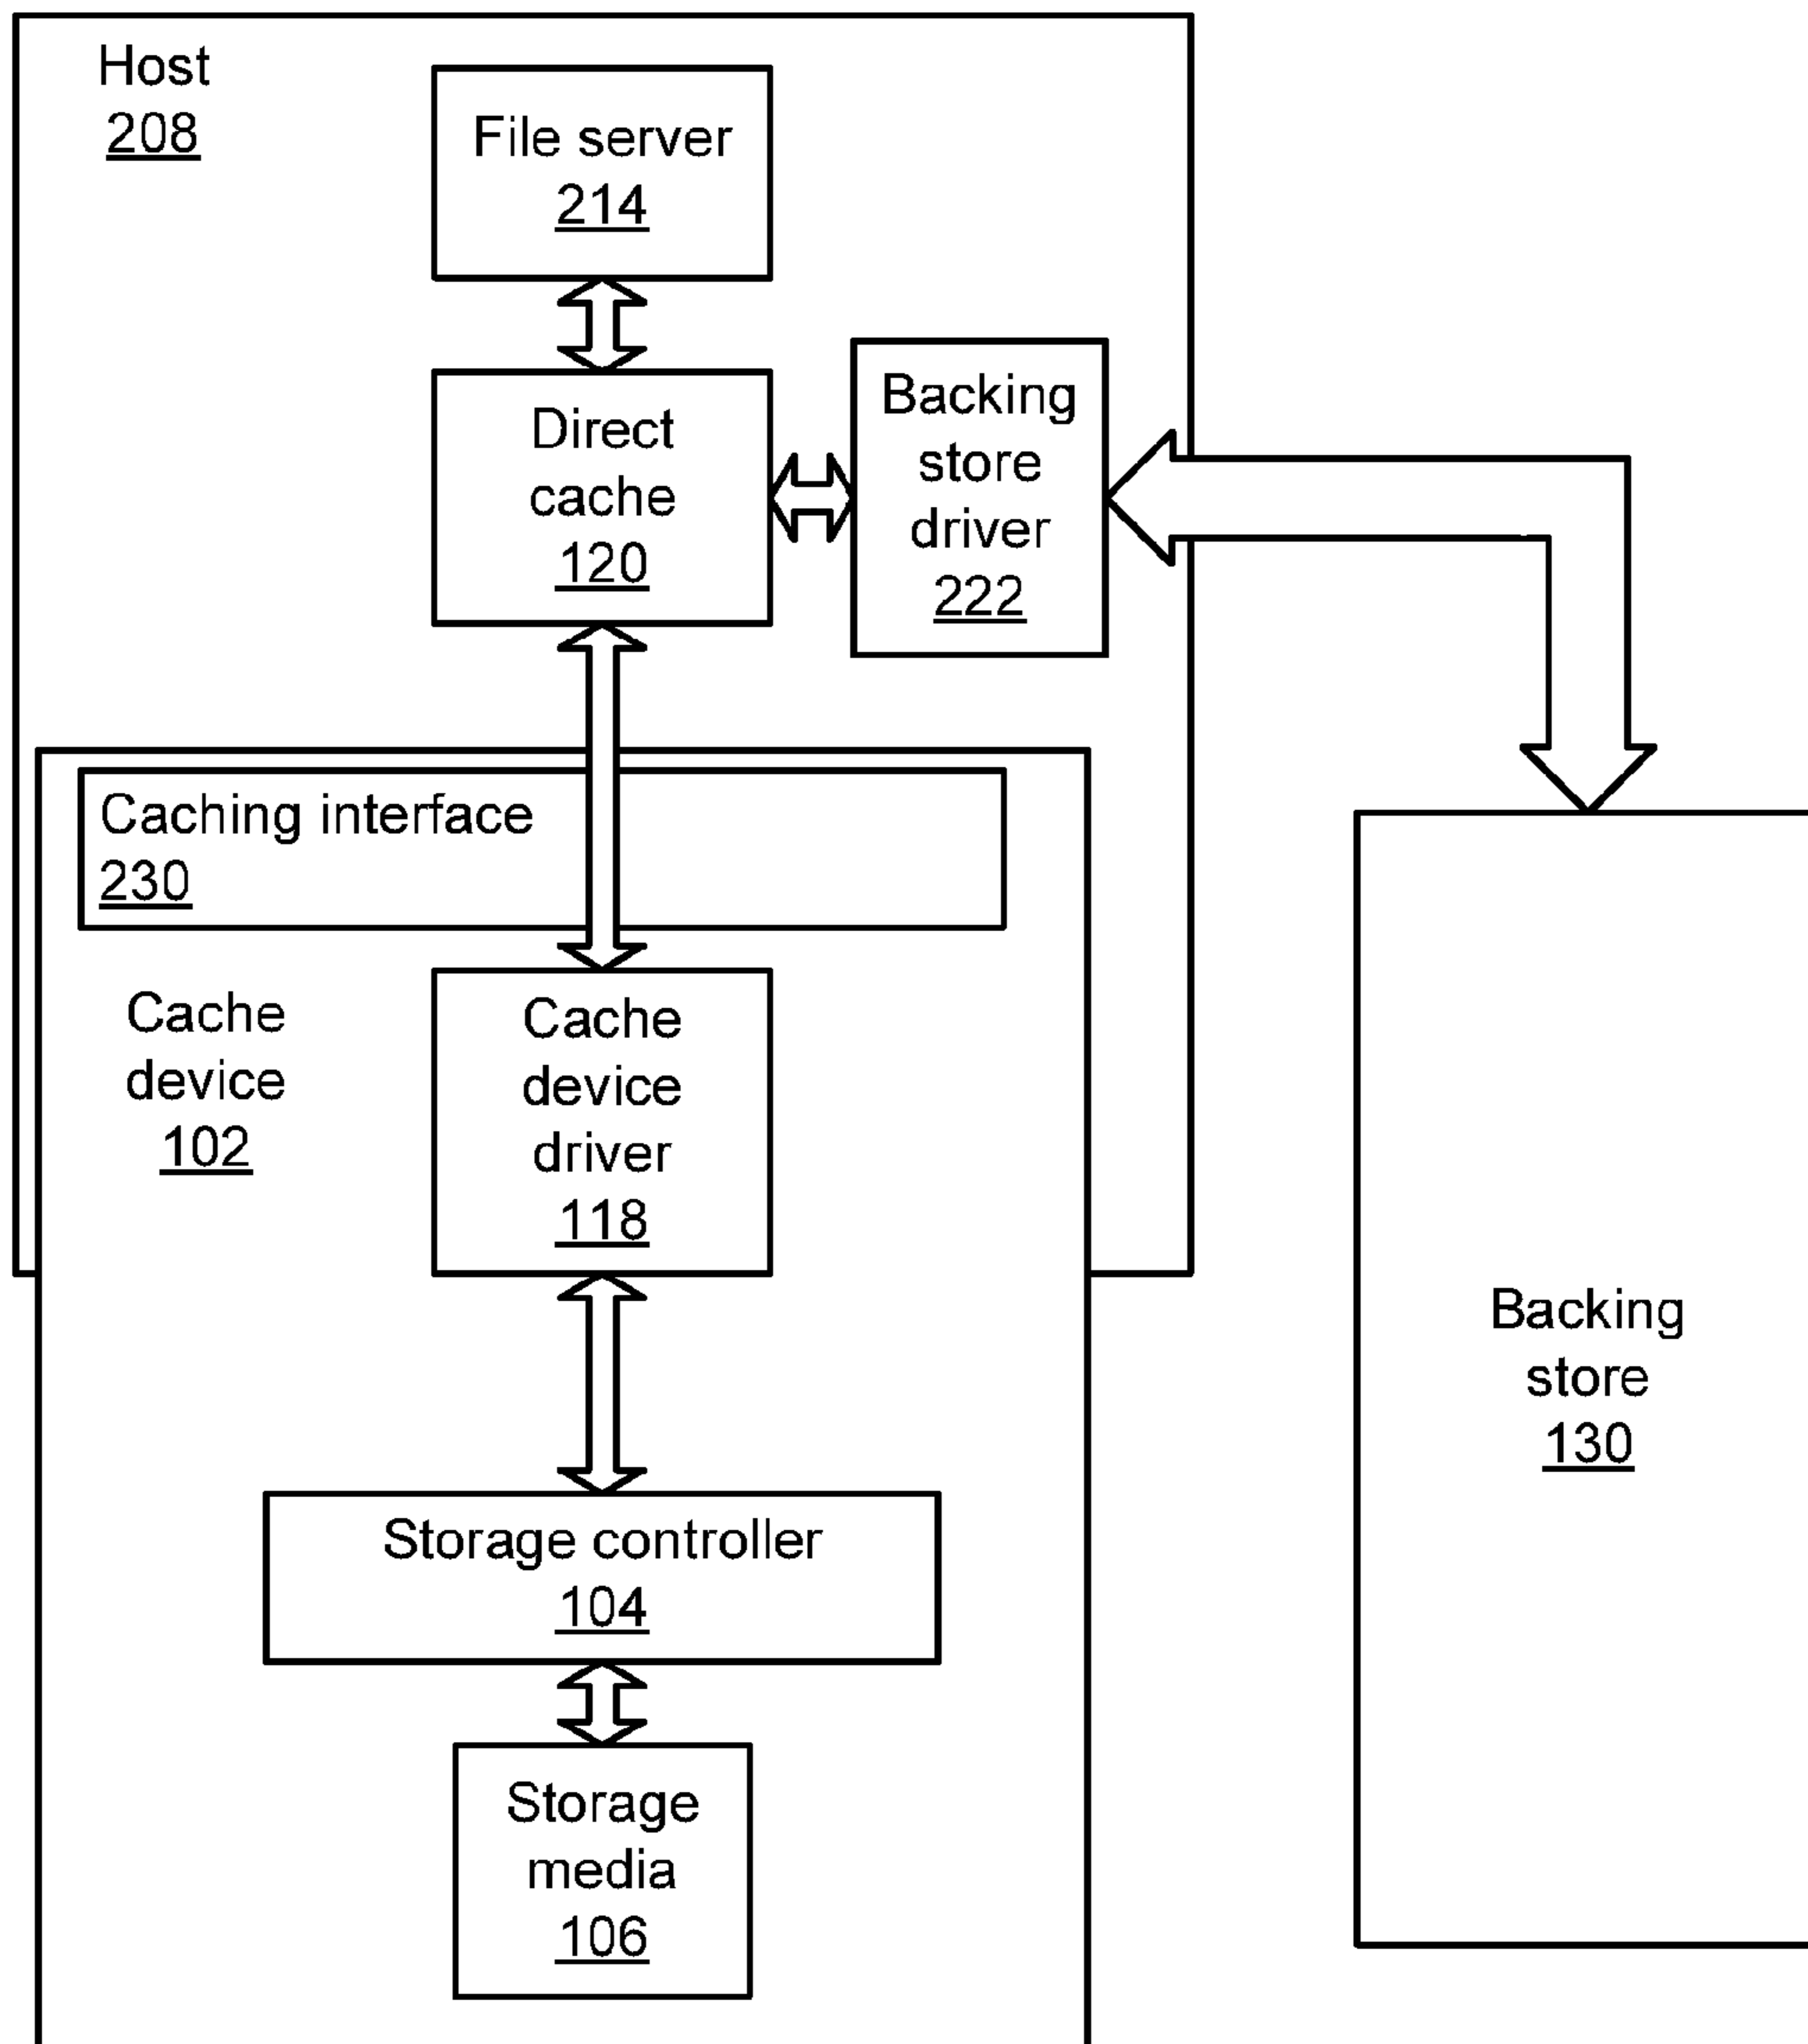 Host
208
File server
214
Direct
cache
120
Backing
store
driver
222
Caching interface
230
Cache
device
102
Cache
device
driver
118
Backing
store
130
Storage controller
104
Storage
media
106